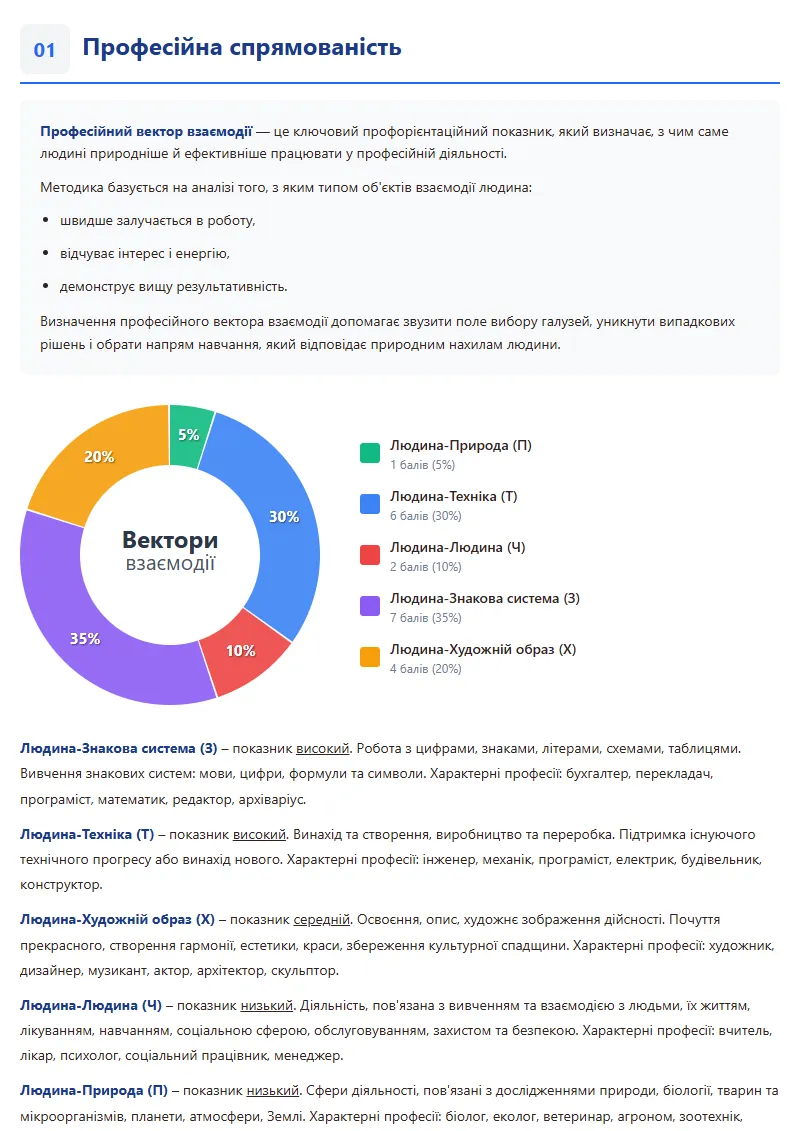 01
Професійна спрямованість
Професійний вектор взаємодії — це ключовий профорієнтаційний показник, який визначає, з чим саме
людині природніше й ефективніше працювати у професійній діяльності.
Методика базується на аналізі того, з яким типом об'єктів взаємодії людина:
• швидше залучається в роботу,
• відчуває інтерес і енергію,
• демонструє вищу результативність.
Визначення професійного вектора взаємодії допомагає звузити поле вибору галузей, уникнути випадкових
рішень і обрати напрям навчання, який відповідає природним нахилам людини.
5%
30%
10%
35%
20%
Вектори
взаємодії
Людина-Природа (П)
1 балів (5%)
Людина-Техніка (Т)
6 балів (30%)
Людина-Людина (Ч)
2 балів (10%)
Людина-Знакова система (З)
7 балів (35%)
Людина-Художній образ (Х)
4 балів (20%)
Людина-Знакова система (З) – показник високий. Робота з цифрами, знаками, літерами, схемами, таблицями.
Вивчення знакових систем: мови, цифри, формули та символи. Характерні професії: бухгалтер, перекладач,
програміст, математик, редактор, архіваріус.
Людина-Техніка (Т) – показник високий. Винахід та створення, виробництво та переробка. Підтримка існуючого
технічного прогресу або винахід нового. Характерні професії: інженер, механік, програміст, електрик, будівельник,
конструктор.
Людина-Художній образ (Х) – показник середній. Освоєння, опис, художнє зображення дійсності. Почуття
прекрасного, створення гармонії, естетики, краси, збереження культурної спадщини. Характерні професії: художник,
дизайнер, музикант, актор, архітектор, скульптор.
Людина-Людина (Ч) – показник низький. Діяльність, пов'язана з вивченням та взаємодією з людьми, їх життям,
лікуванням, навчанням, соціальною сферою, обслуговуванням, захистом та безпекою. Характерні професії: вчитель,
лікар, психолог, соціальний працівник, менеджер.
Людина-Природа (П) – показник низький. Сфери діяльності, пов'язані з дослідженнями природи, біології, тварин та
мікроорганізмів, планети, атмосфери, Землі. Характерні професії: біолог, еколог, ветеринар, агроном, зоотехнік,